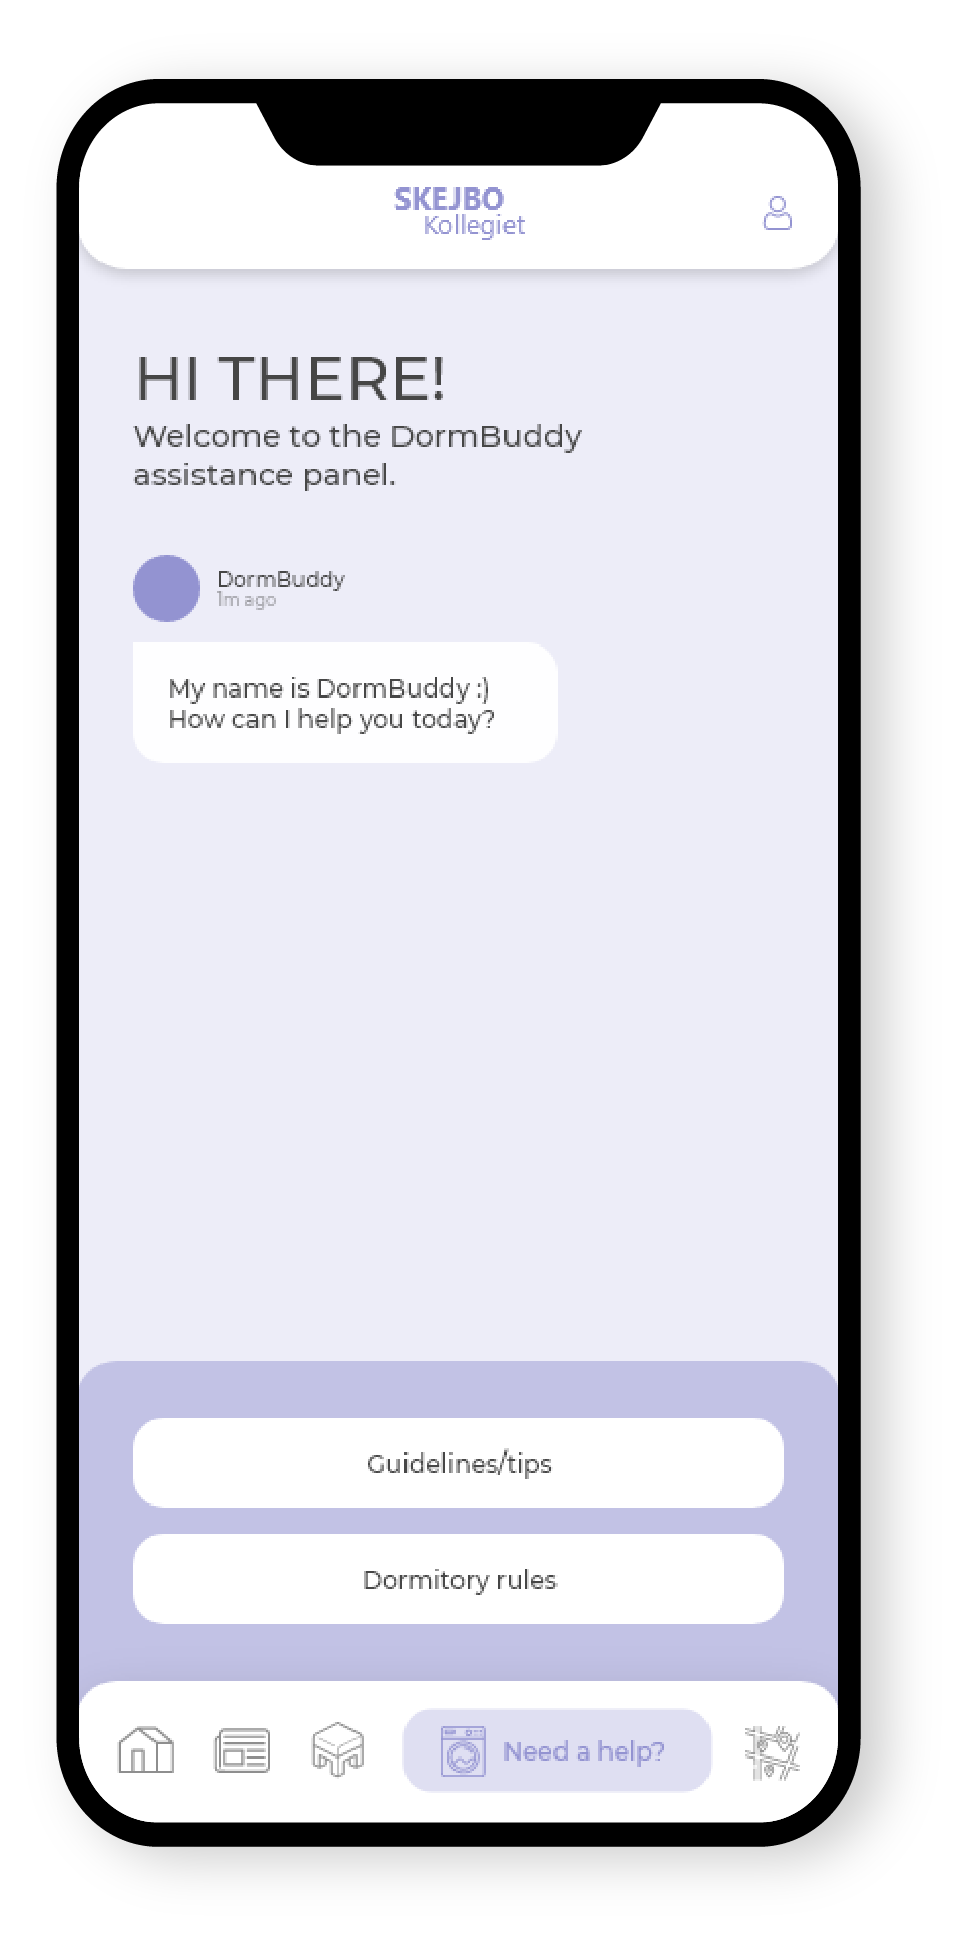 SKEJBO
Kollegiet
HI THERE!
Welcome to the DormBuddy
assistance panel.
DormBuddy
1m ago
My name is DormBuddy :)
How can I help you today?
Guidelines/tips
Dormitory rules
Need a help?